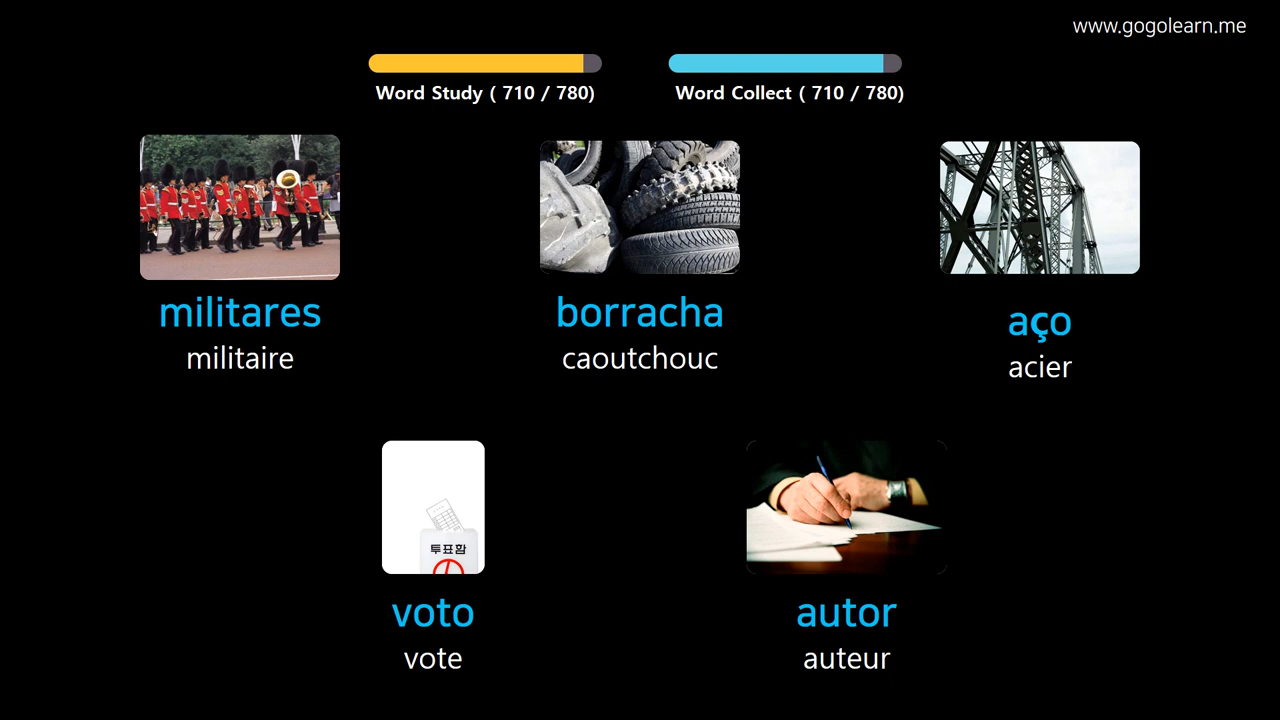 www.gogolearn.me
Word Study ( 710 / 780)
Word Collect ( 710 / 780)
militares
militaire
borracha
caoutchouc
aço
acier
투표함
voto
vote
autor
auteur